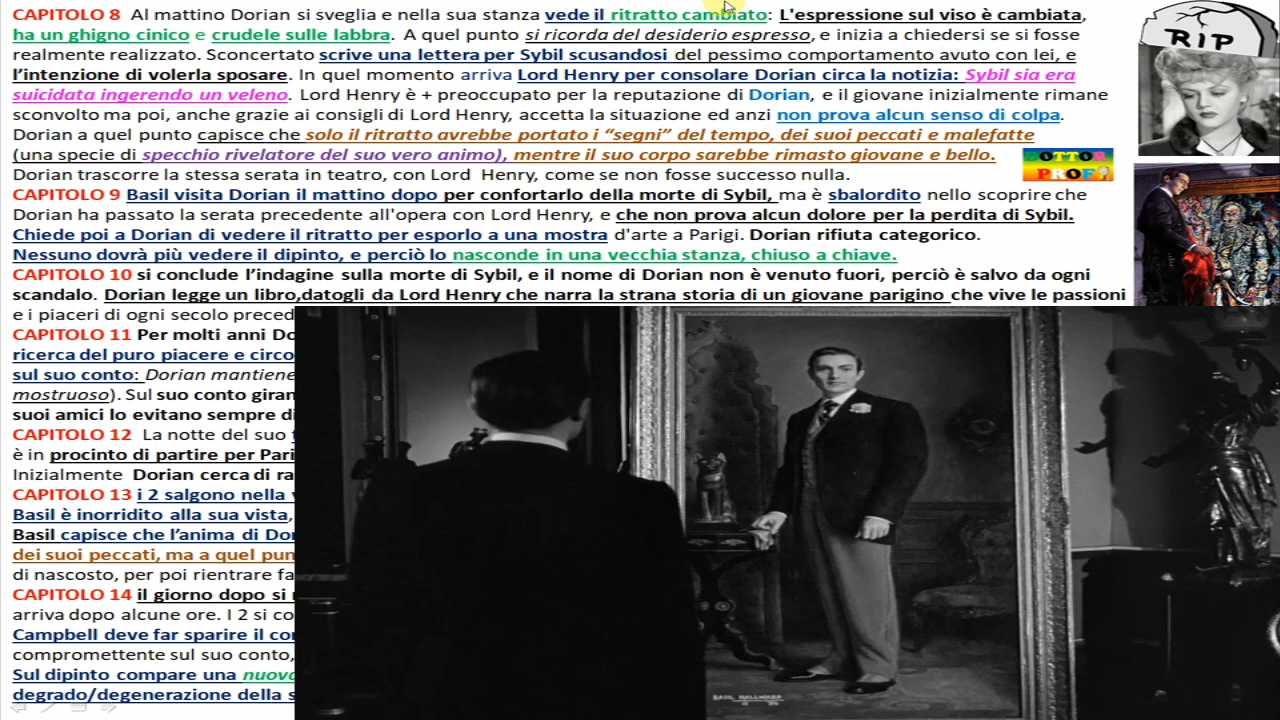 CAPITOLO 8 Al mattino Dorian si sveglia e nella sua stanza vede il ritratto cambiato: L'espressione sul viso è cambiata,
ha un ghigno cinico e crudele sulle labbra. A quel punto si ricorda del desiderio espresso, e inizia a chiedersi se si fosse
realmente realizzato. Sconcertato scrive una lettera per Sybil scusandosi del pessimo comportamento avuto con lei, e
l'intenzione di volerla sposare. In quel momento arriva Lord Henry per consolare Dorian circa la notizia: Sybil sia era
suicidata ingerendo un veleno. Lord Henry è + preoccupato per la reputazione di Dorian, e il giovane inizialmente rimane
sconvolto ma poi, anche grazie ai consigli di Lord Henry, accetta la situazione ed anzi non prova alcun senso di colpa.
Dorian a quel punto capisce che solo il ritratto avrebbe portato i “segni” del tempo, dei suoi peccati e malefatte
(una specie di specchio rivelatore del suo vero animo), mentre il suo corpo sarebbe rimasto giovane e bello.
Dorian trascorre la stessa serata in teatro, con Lord Henry, come se non fosse successo nulla.
CAPITOLO 9 Basil visita Dorian il mattino dopo per confortarlo della morte di Sybil, ma è sbalordito nello scoprire che
Dorian ha passato la serata precedente all'opera con Lord Henry, e che non prova alcun dolore per la perdita di Sybil.
Chiede poi a Dorian di vedere il ritratto per esporlo a una mostra d'arte a Parigi. Dorian rifiuta categorico.
Nessuno dovrà più vedere il dipinto, e perciò lo nasconde in una vecchia stanza, chiuso a chiave.
CAPITOLO 10 si conclude l'indagine sulla morte di Sybil, e il nome di Dorian non è venuto fuori, perciò è salvo da ogni
scandalo. Dorian legge un libro,datogli da Lord Henry che narra la strana storia di un giovane parigino che vive le passioni
e i piaceri di ogni secolo preced
CAPITOLO 11 Per molti anni Do
ricerca del puro piacere e circo
sul suo conto: Dorian mantiene
mostruoso). Sul suo conto giran
suoi amici lo evitano sempre di
CAPITOLO 12 La notte del suo
è in procinto di partire per Pari
Inizialmente Dorian cerca di ra
CAPITOLO 13 i 2 salgono nella
Basil è inorridito alla sua vista,
Basil capisce che l'anima di Dor
dei suoi peccati, ma a quel pun
di nascosto, per poi rientrare fa
CAPITOLO 14 il giorno dopo si
arriva dopo alcune ore. I 2 si co
Campbell deve far sparire il cor
compromettente sul suo conto,
Sul dipinto compare una nuova
degrado/degenerazione della s
RIP
DOTTOR
PROF
BASIL HALLWARD